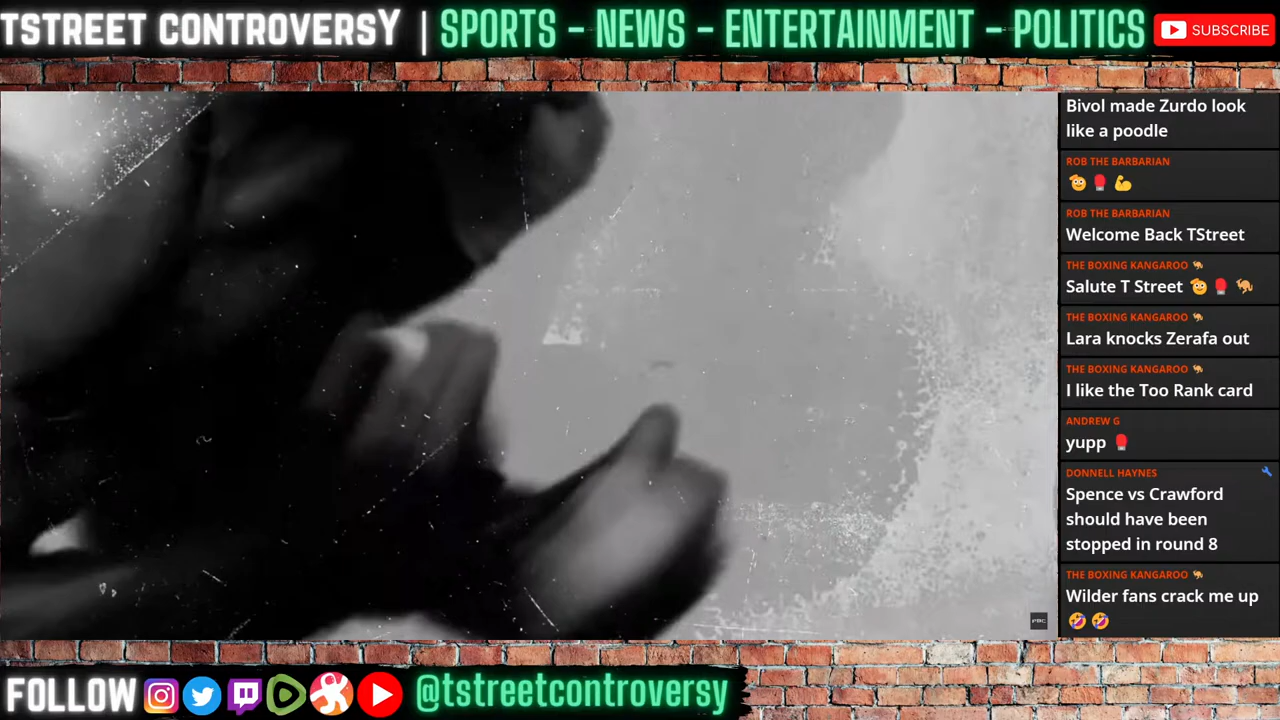 TSTREET CONTROVERSY | SPORTS - NEWS - ENTERTAINMENT - POLITICS
SUBSCRIBE
Bivol made Zurdo look
like a poodle
ROB THE BARBARIAN
🫡 🥊 💪
ROB THE BARBARIAN
Welcome Back TStreet
THE BOXING KANGAROO 🦘
Salute T Street 🫡 🥊 🦘
THE BOXING KANGAROO 🦘
Lara knocks Zerafa out
THE BOXING KANGAROO 🦘
I like the Too Rank card
ANDREW G
yupp 🥊
DONNELL HAYNES
Spence vs Crawford
should have been
stopped in round 8
THE BOXING KANGAROO 🦘
Wilder fans crack me up
🤣 🤣
PBC
FOLLOW @tstreetcontroversy